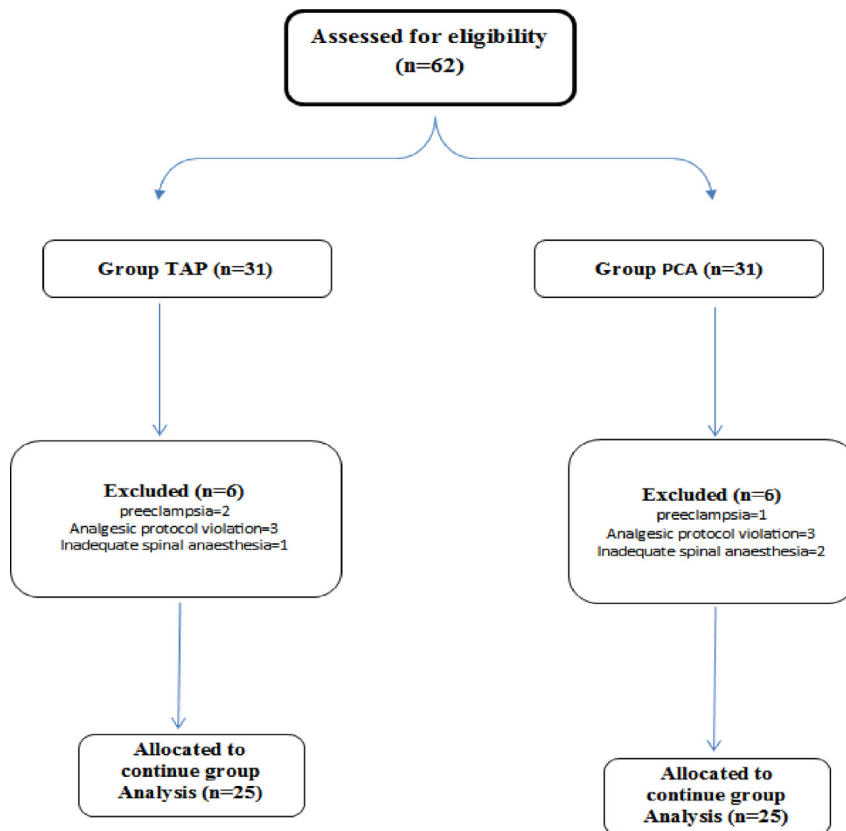 Assessed for eligibility
(n=62)
Group TAP (n=31)
Group PCA (n=31)
Excluded (n=6)
preeclampsia=2
Analgesic protocol violation=3
Inadequate spinal anaesthesia=1
Excluded (n=6)
preeclampsia=1
Analgesic protocol violation=3
Inadequate spinal anaesthesia=2
Allocated to
continue group
Analysis (n=25)
Allocated to
continue group
Analysis (n=25)